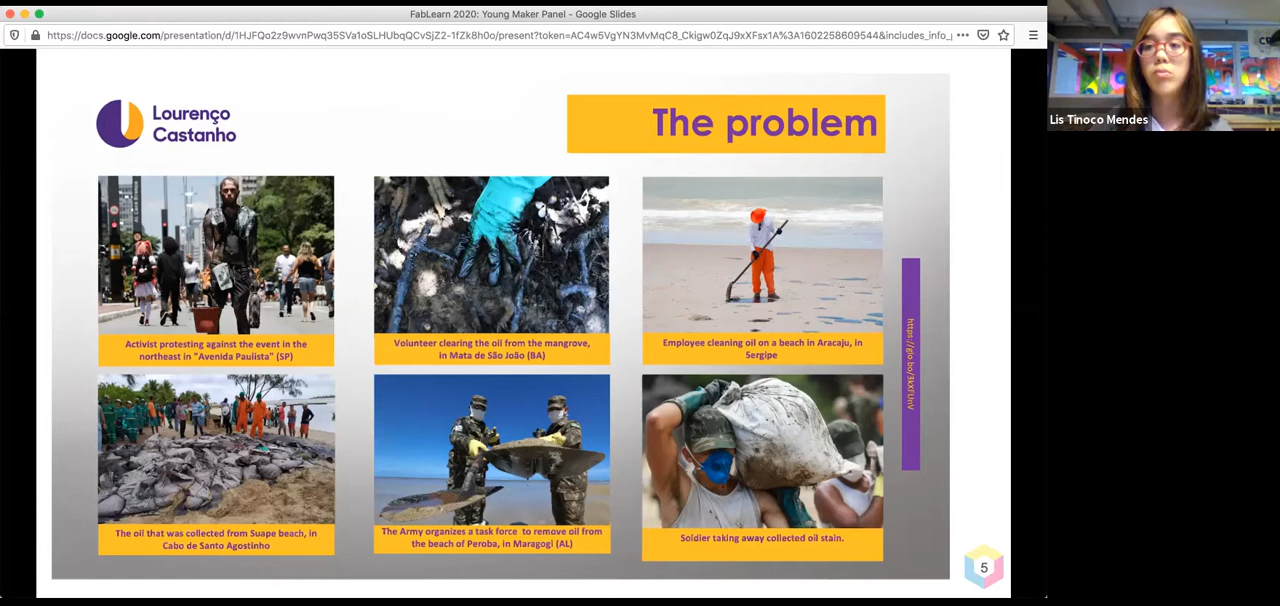 FabLearn 2020: Young Maker Panel - Google Slides
https://docs.google.com/presentation/d/1HJFQo2z9wvnPwq35SVa1oSLHUbqQCvSjZ2-1fZk8h0o/present?token=AC4w5VgYN3MvMqC8_Ckigw0ZqJ9xXFsx1A%3A1602258609544&includes_info_
Lis Tinoco Mendes
Lourenço
Castanho
The problem
Activist protesting against the event in the
northeast in "Avenida Paulista" (SP)
Volunteer clearing the oil from the mangrove,
in Mata de São João (BA)
Employee cleaning oil on a beach in Aracaju, in
Sergipe
https://glo.bo/3kXFUnV
The oil that was collected from Suape beach, in
Cabo de Santo Agostinho
The Army organizes a task force to remove oil from
the beach of Peroba, in Maragogi (AL)
Soldier taking away collected oil stain.
5